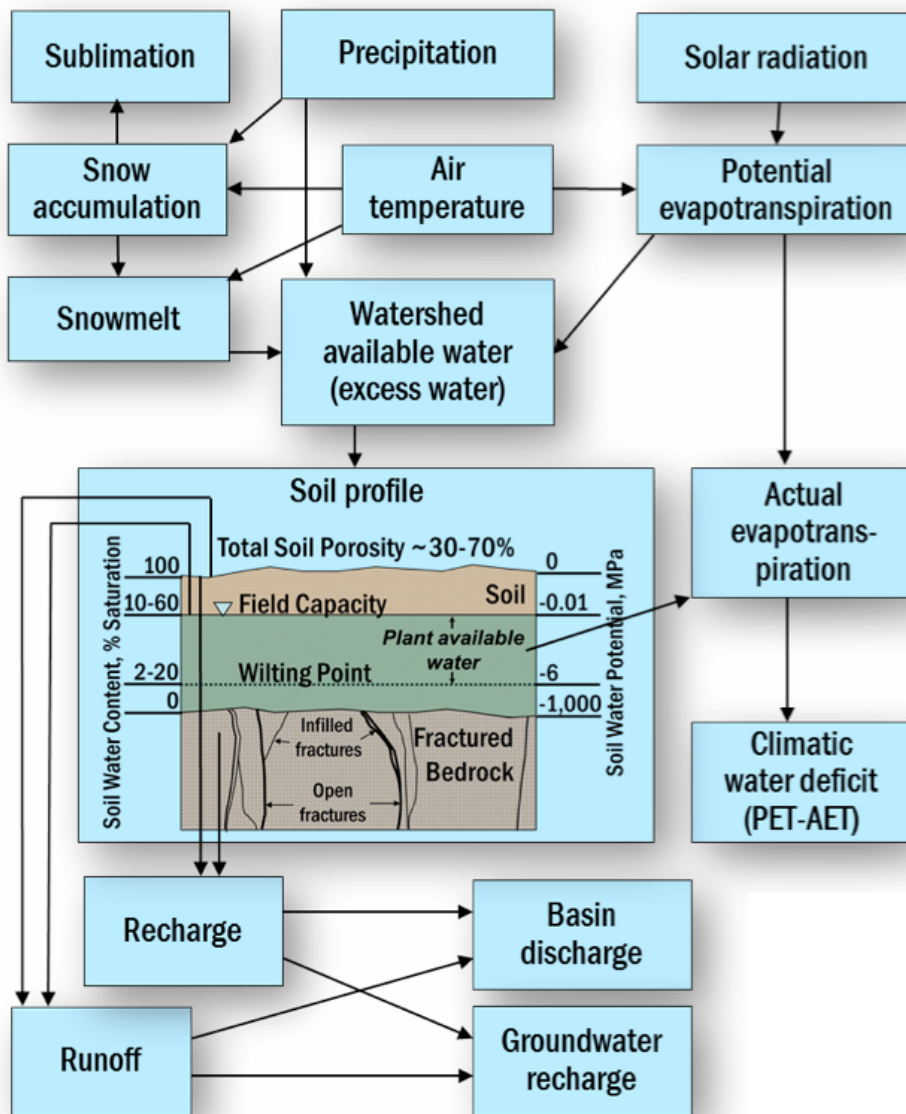 Sublimation
Precipitation
Solar radiation
Snow
accumulation
Air
temperature
Potential
evapotranspiration
Snowmelt
Watershed
available water
(excess water)
Soil profile
Total Soil Porosity ~30-70%
Soil Water Content, % Saturation
100
10-60
2-20
0
Field Capacity
Soil
Plant available
water
Wilting Point
Infilled
fractures
Fractured
Bedrock
Open
fractures
0
-0.01
-6
-1,000
Soil Water Potential, MPa
Actual
evapotrans-
piration
Climatic
water deficit
(PET-AET)
Recharge
Basin
discharge
Runoff
Groundwater
recharge